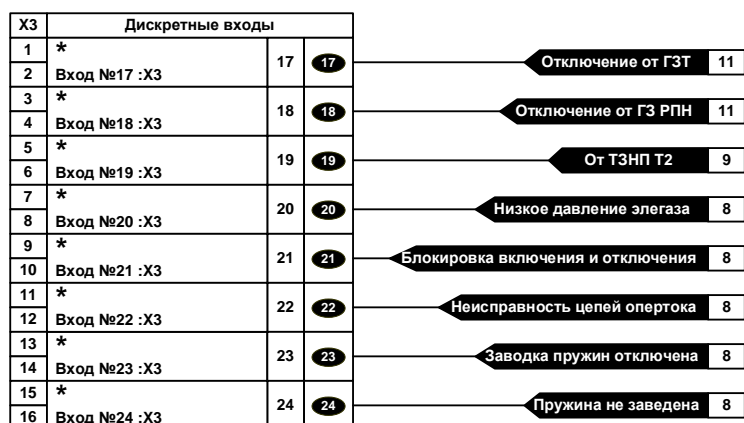 X3 Дискретные входы
1 *
17 17 Отключение от ГЗТ 11
2 Вход №17 :X3
3 *
18 18 Отключение от ГЗ РПН 11
4 Вход №18 :X3
5 *
19 19 От ТЗНП Т2 9
6 Вход №19 :X3
7 *
20 20 Низкое давление элегаза 8
8 Вход №20 :X3
9 *
21 21 Блокировка включения и отключения 8
10 Вход №21 :X3
11 *
22 22 Неисправность цепей опертока 8
12 Вход №22 :X3
13 *
23 23 Заводка пружин отключена 8
14 Вход №23 :X3
15 *
24 24 Пружина не заведена 8
16 Вход №24 :X3